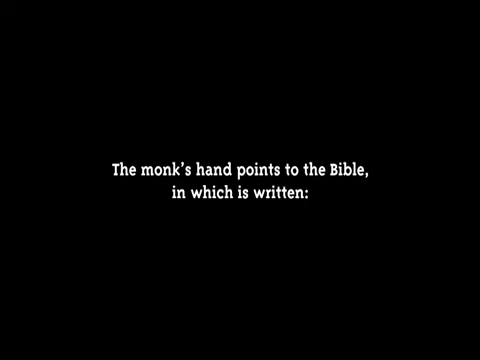 The monk's hand points to the Bible,
in which is written: